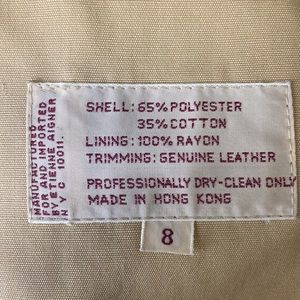 MANUFACTURED
FOR AND IMPORTED
BY ETIENNE AIGNER
N Y C 10011.
SHELL: 65% POLYESTER
35% COTTON
LINING: 100% RAYON
TRIMMING: GENUINE LEATHER
PROFESSIONALLY DRY-CLEAN ONLY
MADE IN HONG KONG
8